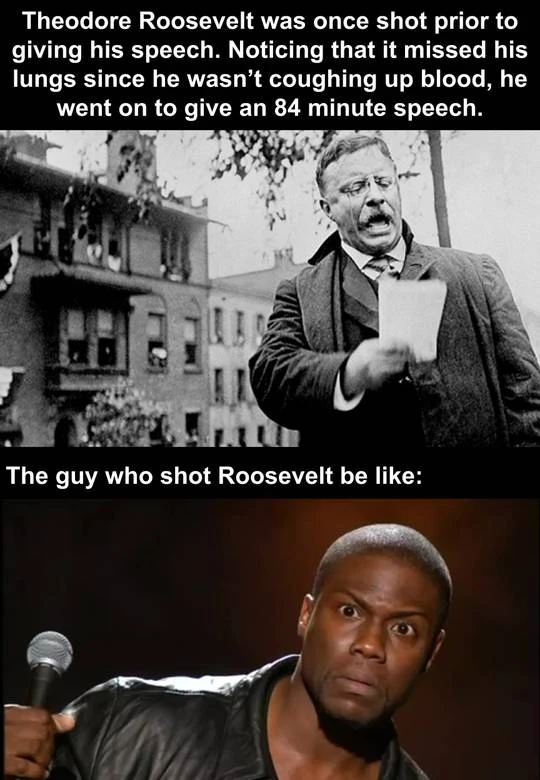 Theodore Roosevelt was once shot prior to
giving his speech. Noticing that it missed his
lungs since he wasn't coughing up blood, he
went on to give an 84 minute speech.
The guy who shot Roosevelt be like: